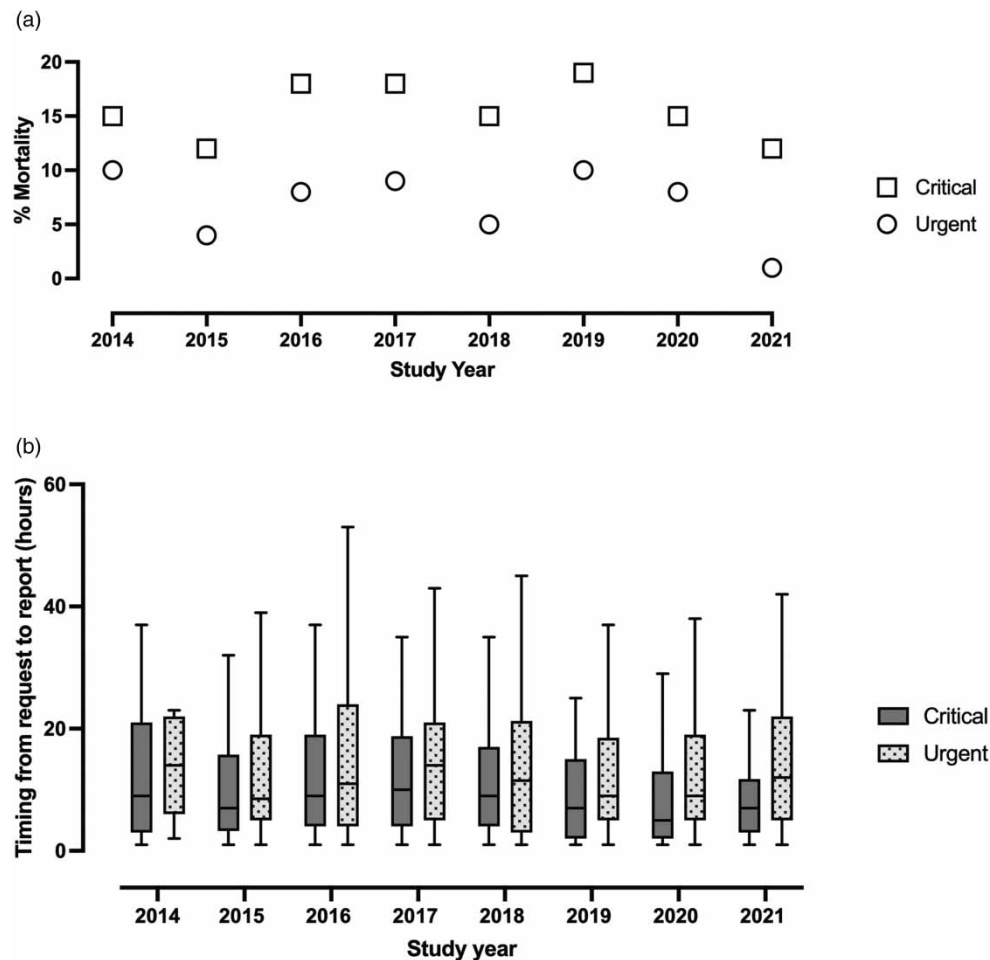 (a)
20
15
10
5
0
% Mortality
2014 2015 2016 2017 2018 2019 2020 2021
Study Year
Critical
Urgent
(b)
60
40
20
0
Timing from request to report (hours)
2014 2015 2016 2017 2018 2019 2020 2021
Study year
Critical
Urgent